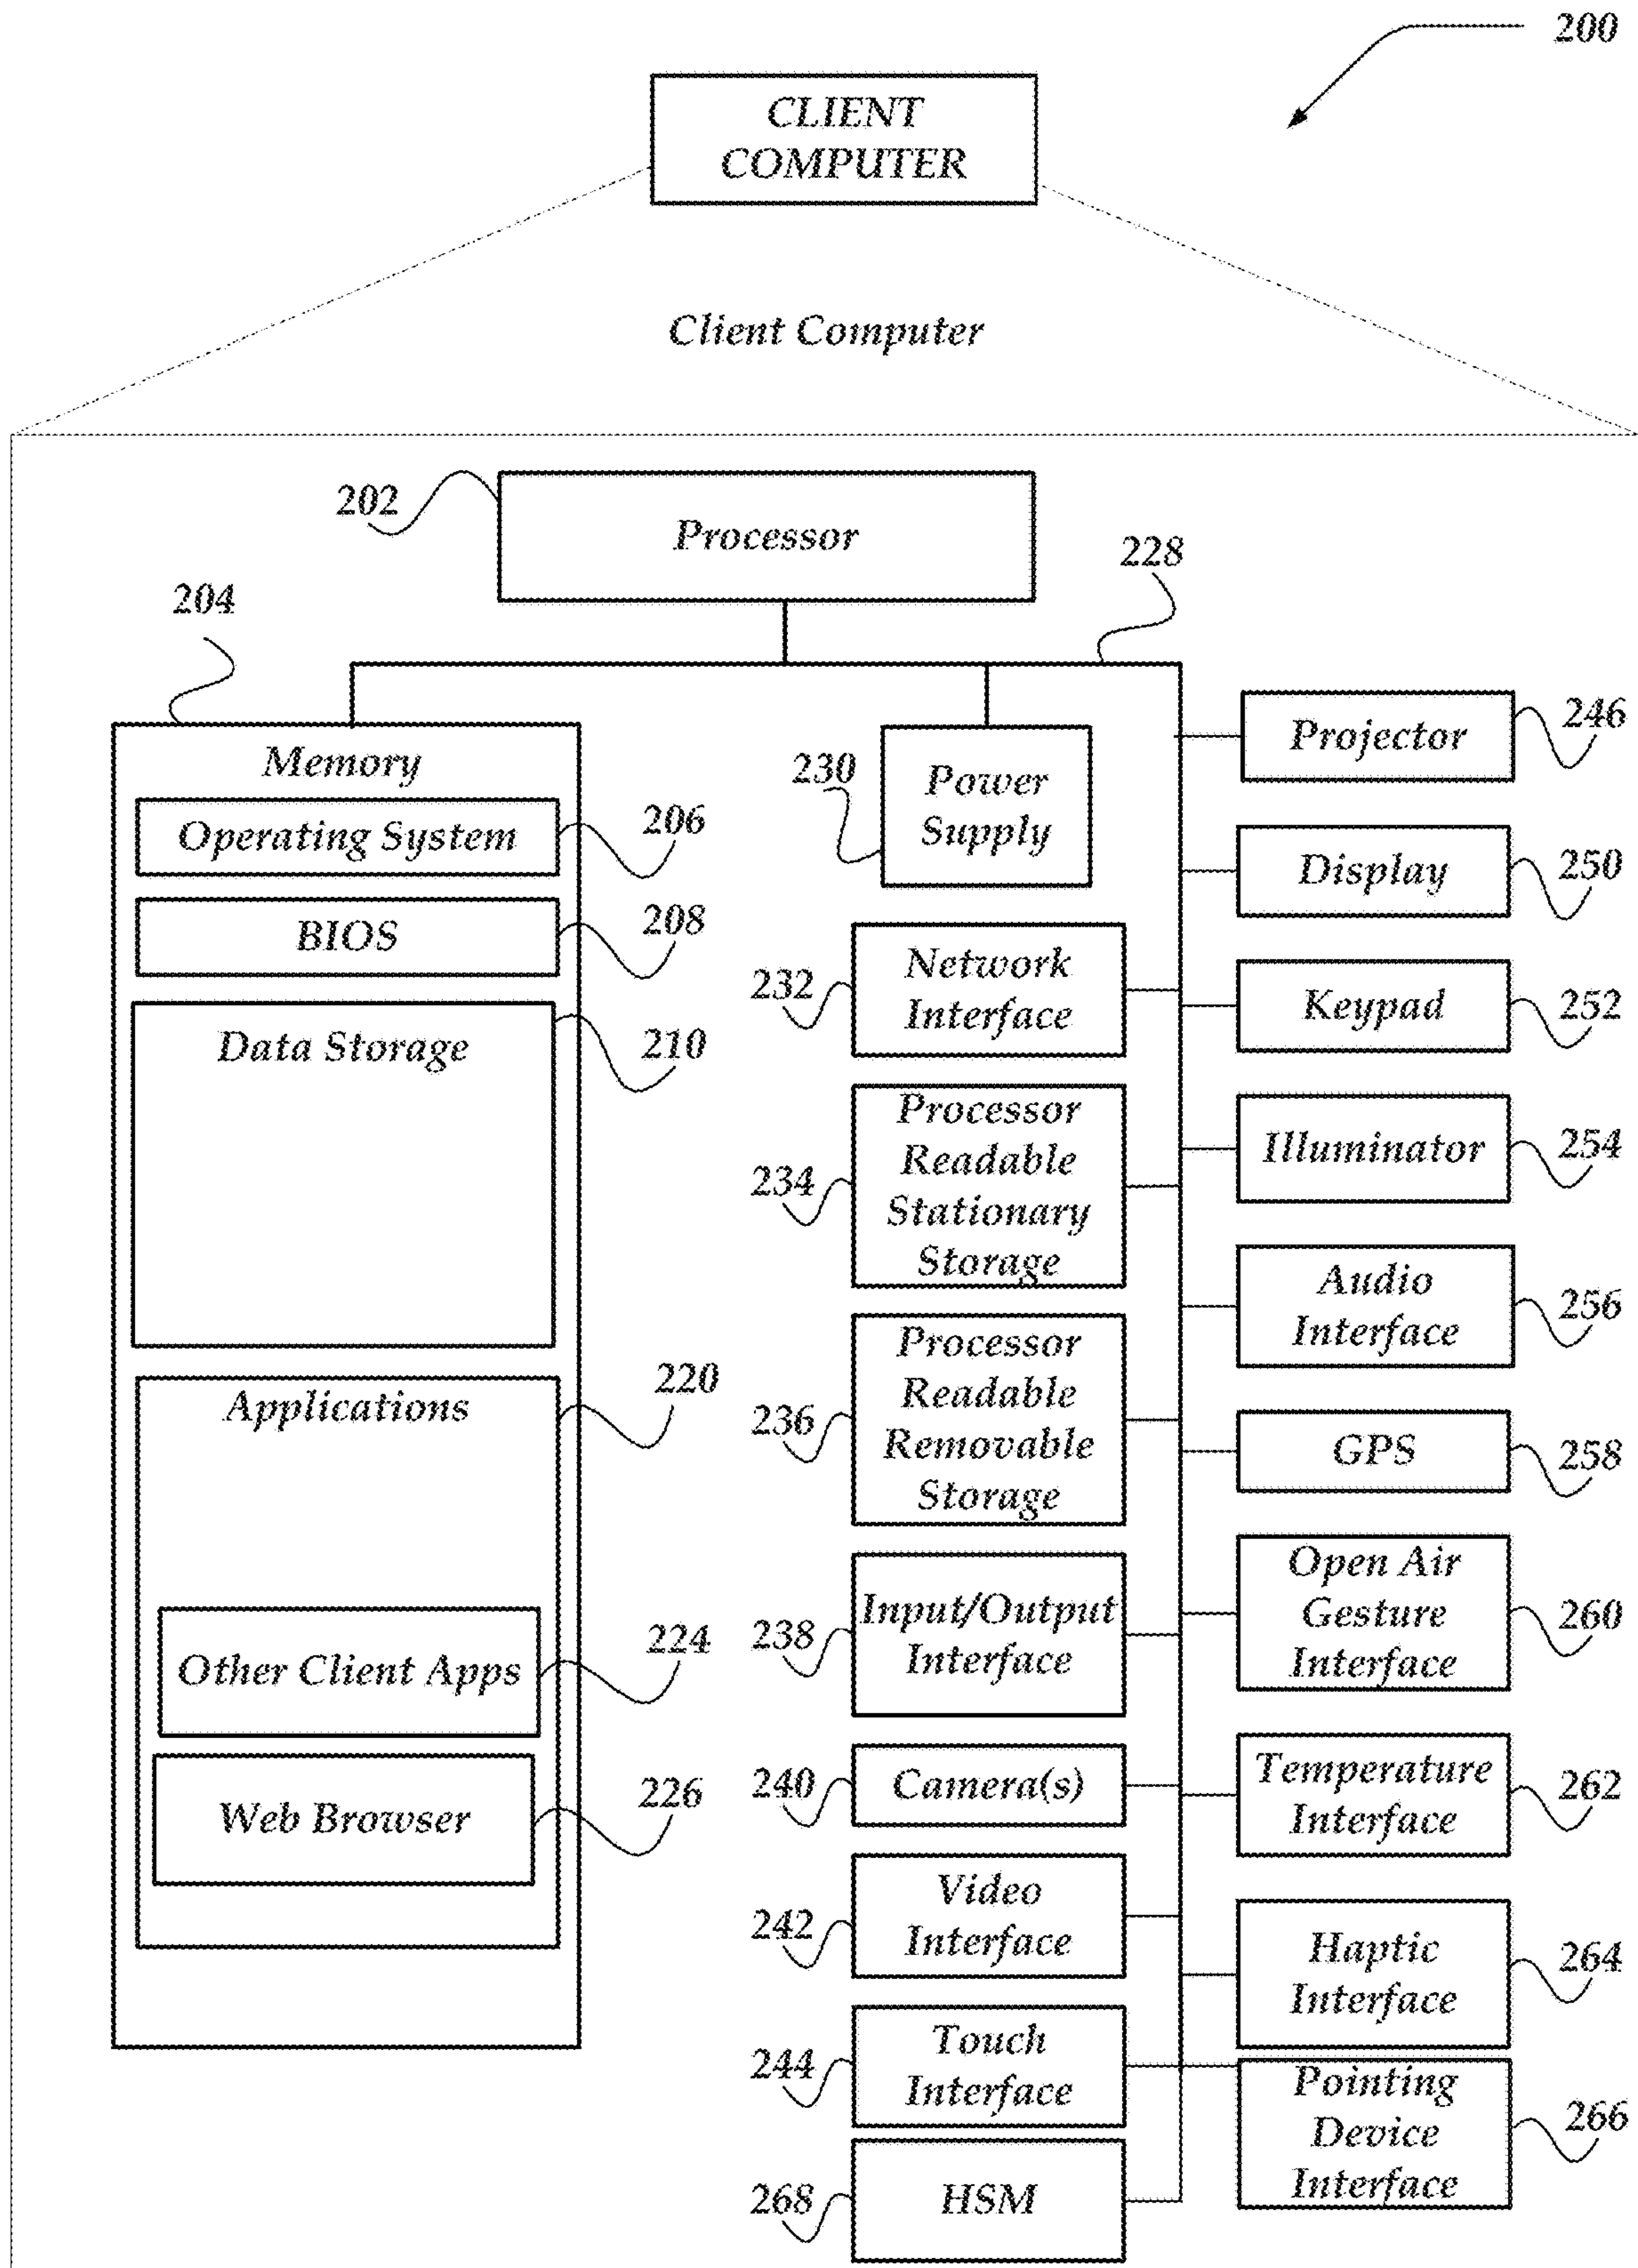 200
CLIENT
COMPUTER
Client Computer
202
Processor
228
204
Memory
Operating System
206
BIOS
208
Data Storage
210
Applications
220
Other Client Apps
224
Web Browser
226
230
Power
Supply
232
Network
Interface
234
Processor
Readable
Stationary
Storage
236
Processor
Readable
Removable
Storage
238
Input/Output
Interface
240
Camera(s)
242
Video
Interface
244
Touch
Interface
268
HSM
Projector
246
Display
250
Keypad
252
Illuminator
254
Audio
Interface
256
GPS
258
Open Air
Gesture
Interface
260
Temperature
Interface
262
Haptic
Interface
264
Pointing
Device
Interface
266